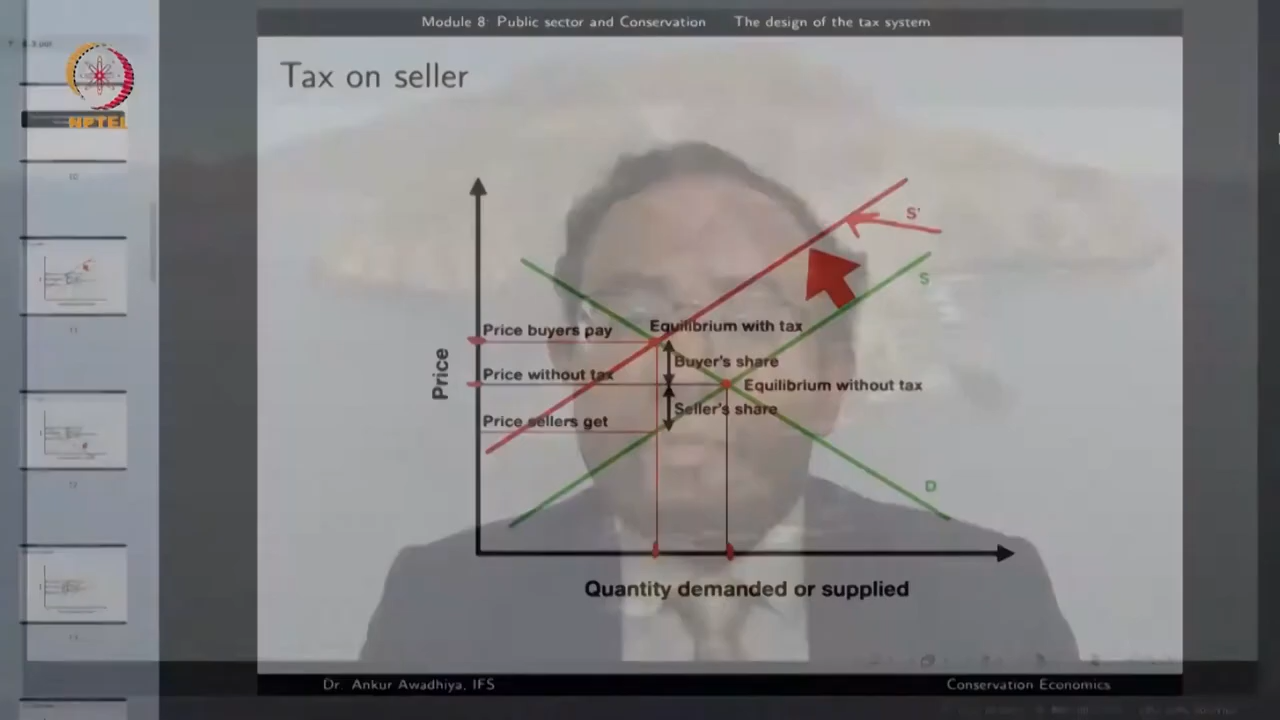 Module 8: Public sector and Conservation The design of the tax system
NPTEL
Tax on seller
S'
S
Price buyers pay
Equilibrium with tax
Buyer's share
Price without tax
Equilibrium without tax
Seller's share
Price sellers get
Price
D
Quantity demanded or supplied
Dr. Ankur Awadhiya, IFS
Conservation Economics